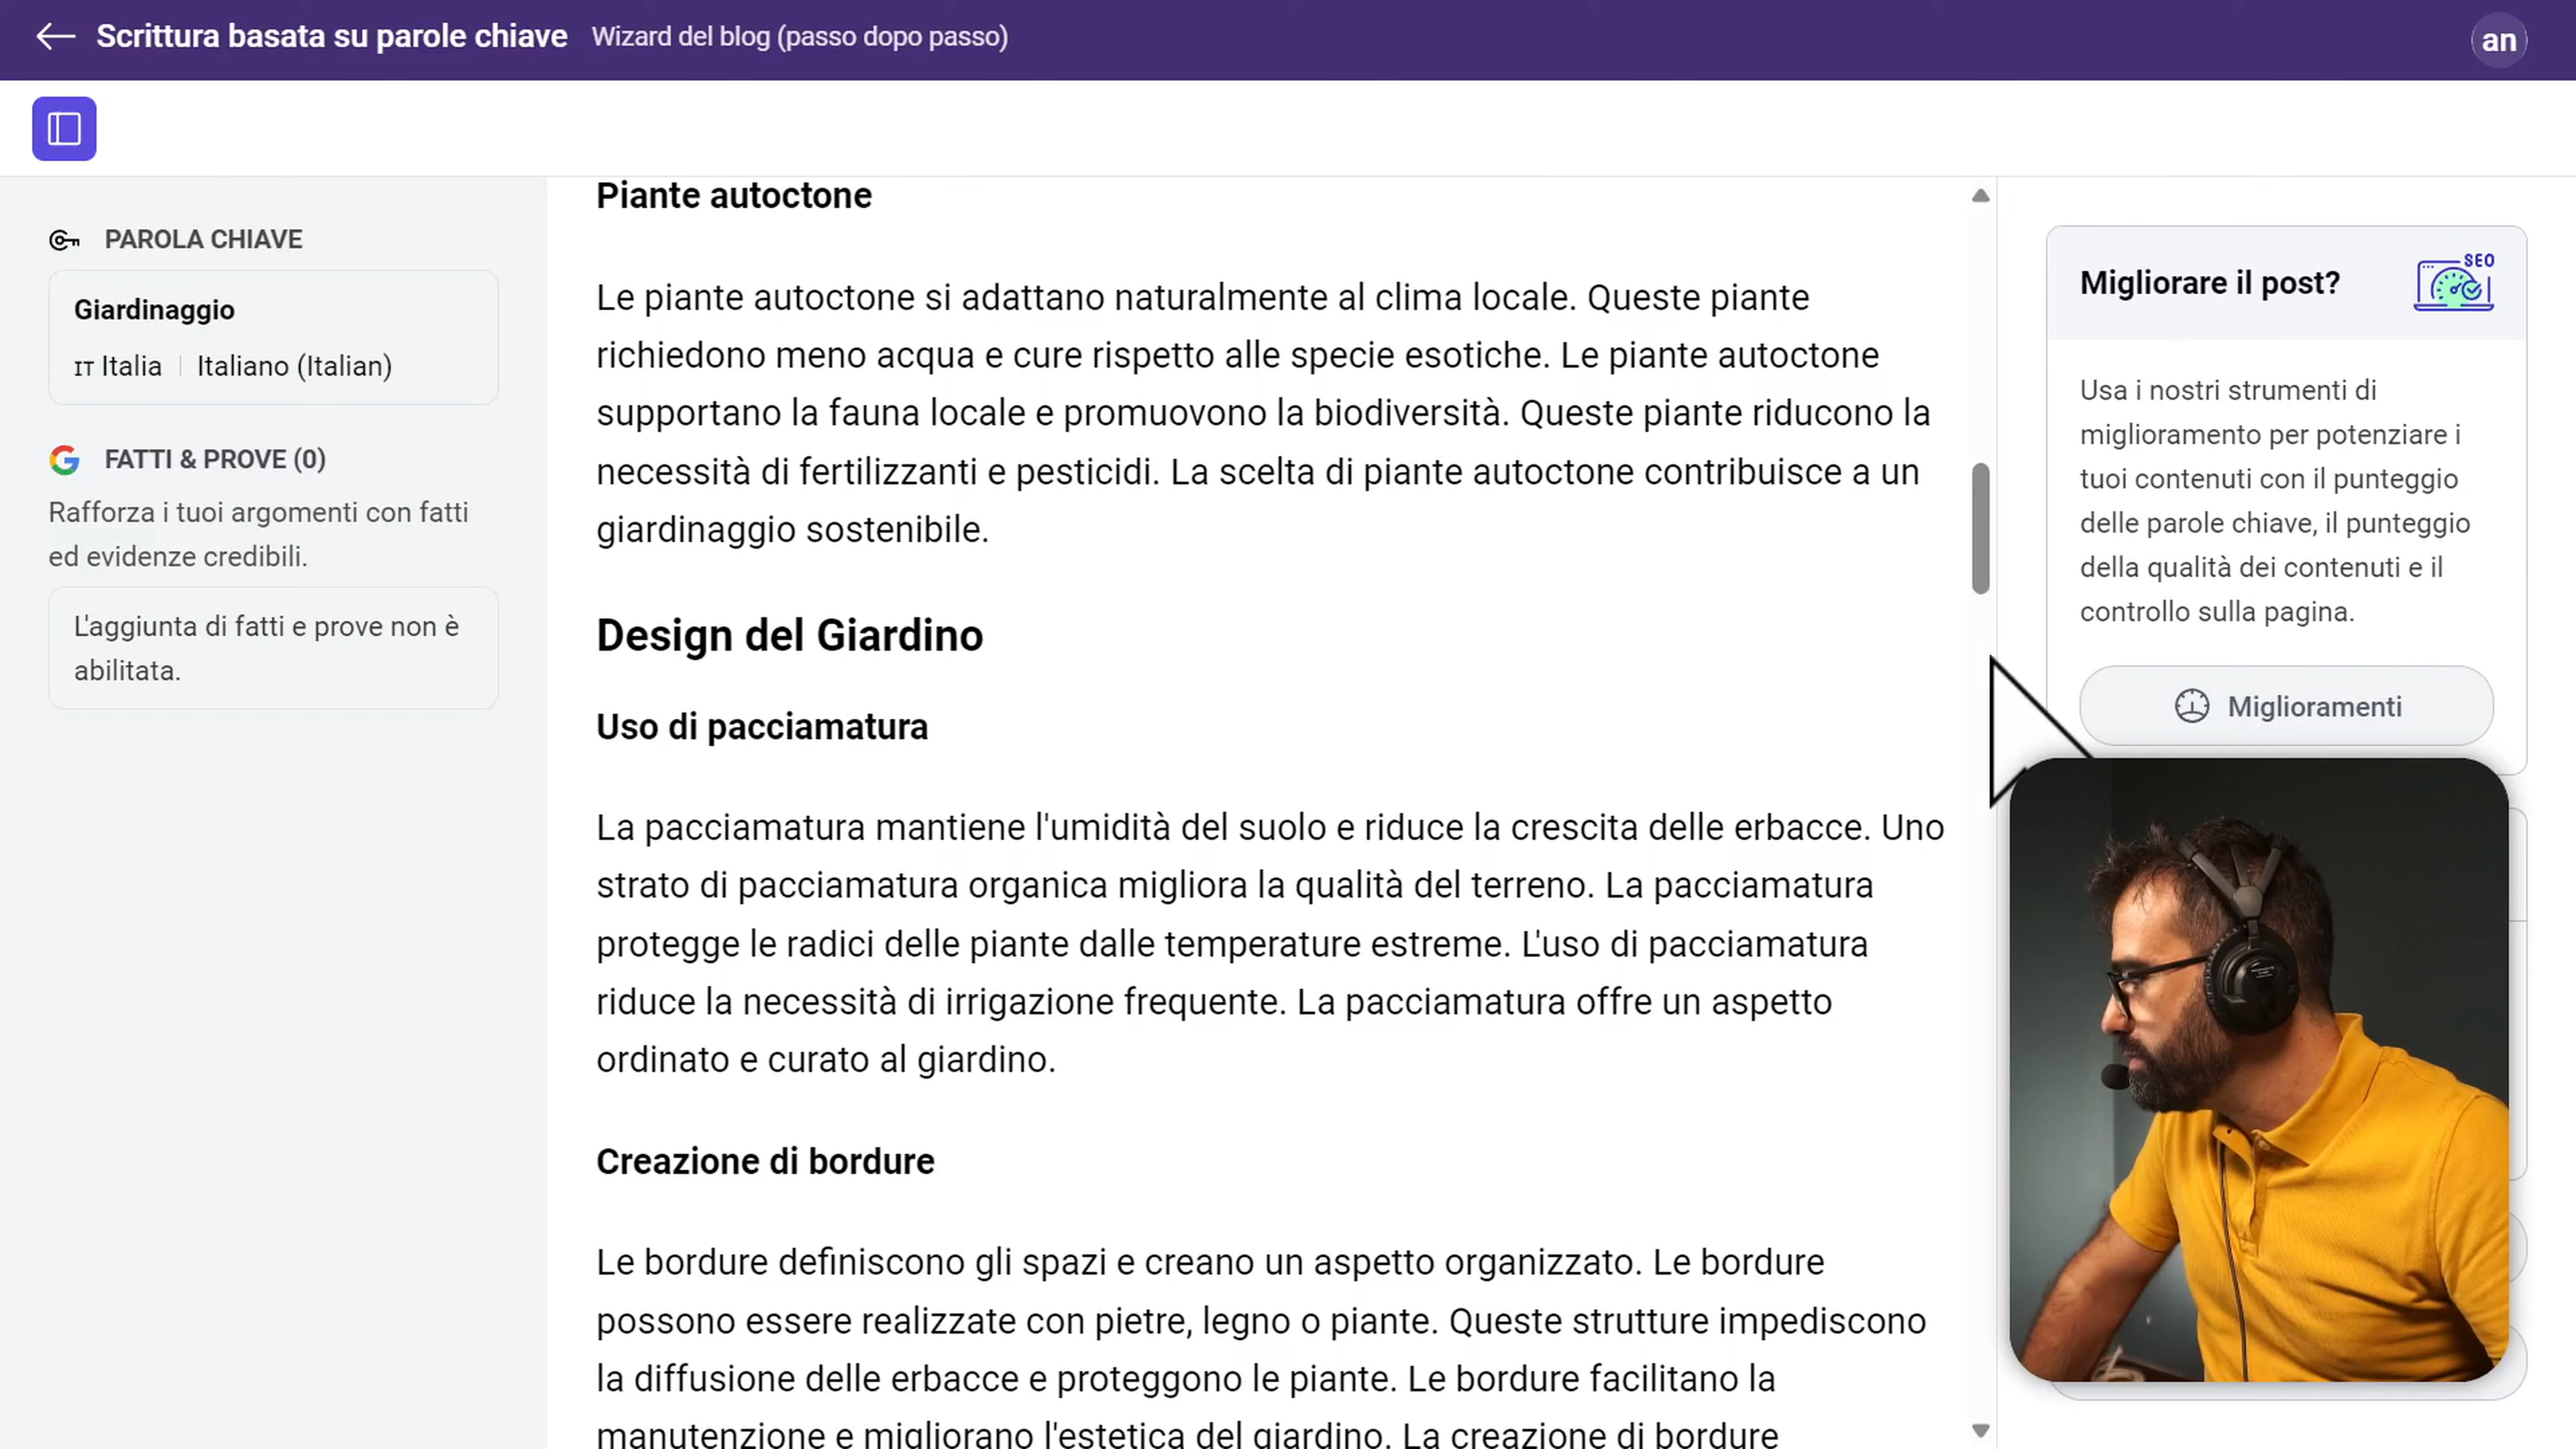 Scrittura basata su parole chiave Wizard del blog (passo dopo passo)
an
PAROLA CHIAVE
Giardinaggio
IT Italia | Italiano (Italian)
FATTI & PROVE (0)
Rafforza i tuoi argomenti con fatti
ed evidenze credibili.
L'aggiunta di fatti e prove non è
abilitata.
Piante autoctone
Le piante autoctone si adattano naturalmente al clima locale. Queste piante
richiedono meno acqua e cure rispetto alle specie esotiche. Le piante autoctone
supportano la fauna locale e promuovono la biodiversità. Queste piante riducono la
necessità di fertilizzanti e pesticidi. La scelta di piante autoctone contribuisce a un
giardinaggio sostenibile.
Design del Giardino
Uso di pacciamatura
La pacciamatura mantiene l'umidità del suolo e riduce la crescita delle erbacce. Uno
strato di pacciamatura organica migliora la qualità del terreno. La pacciamatura
protegge le radici delle piante dalle temperature estreme. L'uso di pacciamatura
riduce la necessità di irrigazione frequente. La pacciamatura offre un aspetto
ordinato e curato al giardino.
Creazione di bordure
Le bordure definiscono gli spazi e creano un aspetto organizzato. Le bordure
possono essere realizzate con pietre, legno o piante. Queste strutture impediscono
la diffusione delle erbacce e proteggono le piante. Le bordure facilitano la
manutenzione e migliorano l'estetica del giardino. La creazione di bordure
Migliorare il post?
SEO
Usa i nostri strumenti di
miglioramento per potenziare i
tuoi contenuti con il punteggio
delle parole chiave, il punteggio
della qualità dei contenuti e il
controllo sulla pagina.
Miglioramenti